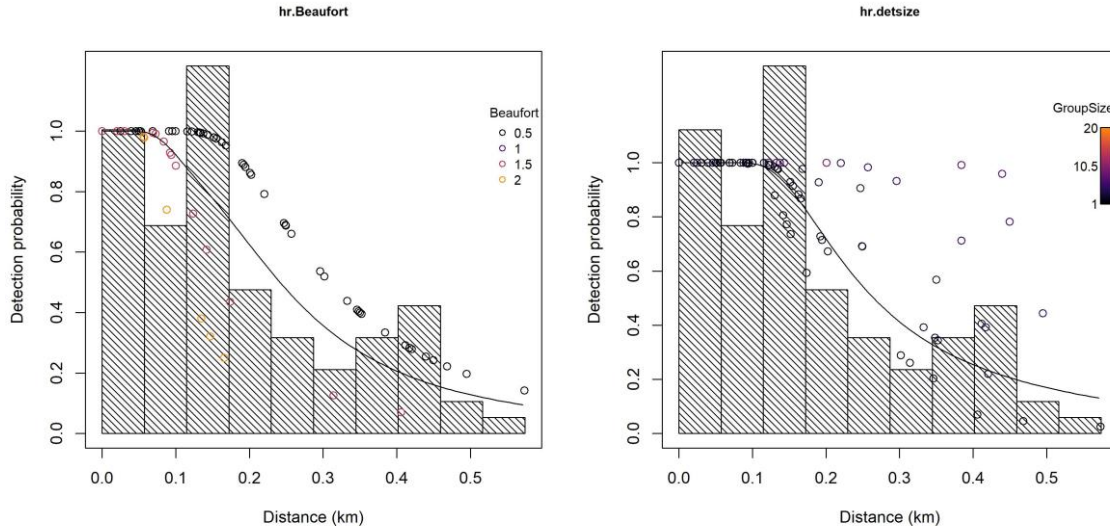 hr.Beaufort
Detection probability
0.0 0.2 0.4 0.6 0.8 1.0
Beaufort
0.5
1
1.5
2
0.0 0.1 0.2 0.3 0.4 0.5
Distance (km)
hr.detsize
Detection probability
0.0 0.2 0.4 0.6 0.8 1.0
GroupSize
20
10.5
1
0.0 0.1 0.2 0.3 0.4 0.5
Distance (km)